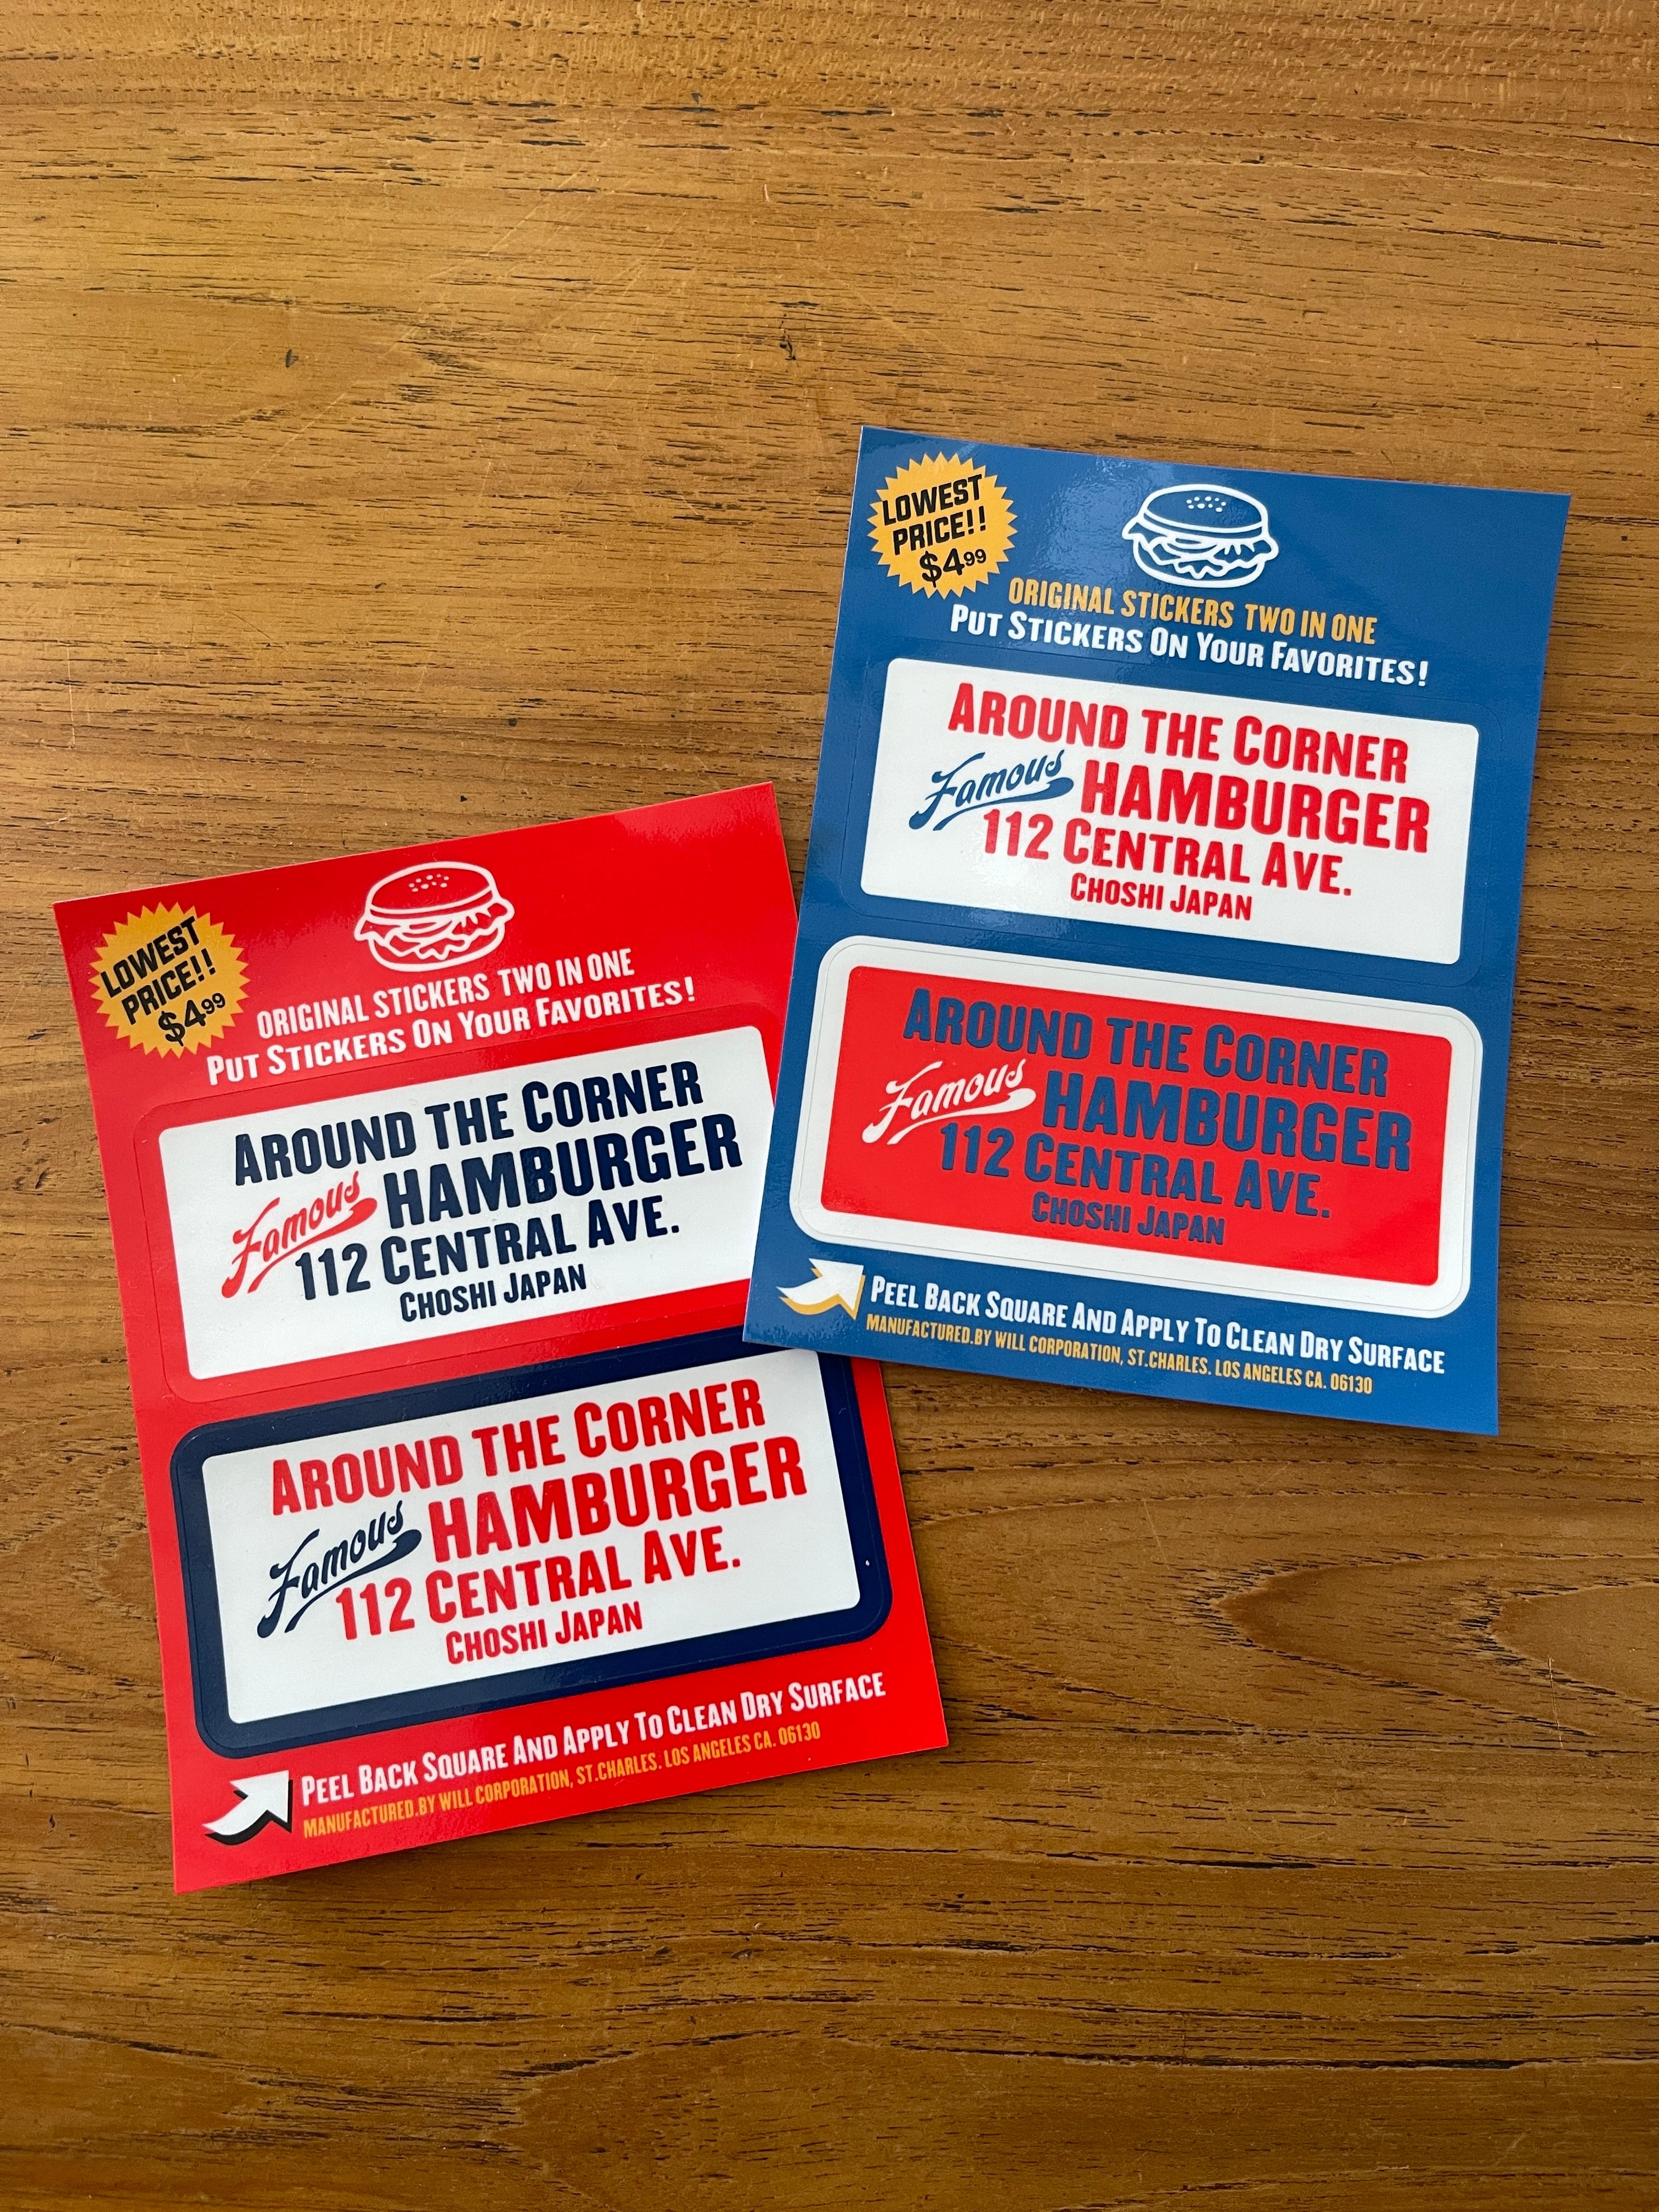 LOWEST
PRICE!!
$4.99
ORIGINAL STICKERS TWO IN ONE
PUT STICKERS ON YOUR FAVORITES!
AROUND THE CORNER
Famous HAMBURGER
112 CENTRAL AVE.
CHOSHI JAPAN
AROUND THE CORNER
Famous HAMBURGER
112 CENTRAL AVE.
CHOSHI JAPAN
PEEL BACK SQUARE AND APPLY TO CLEAN DRY SURFACE
MANUFACTURED.BY WILL CORPORATION, ST.CHARLES. LOS ANGELES CA. 06130
LOWEST
PRICE!!
$4.99
ORIGINAL STICKERS TWO IN ONE
PUT STICKERS ON YOUR FAVORITES!
AROUND THE CORNER
Famous HAMBURGER
112 CENTRAL AVE.
CHOSHI JAPAN
AROUND THE CORNER
Famous HAMBURGER
112 CENTRAL AVE.
CHOSHI JAPAN
PEEL BACK SQUARE AND APPLY TO CLEAN DRY SURFACE
MANUFACTURED.BY WILL CORPORATION, ST.CHARLES. LOS ANGELES CA. 06130